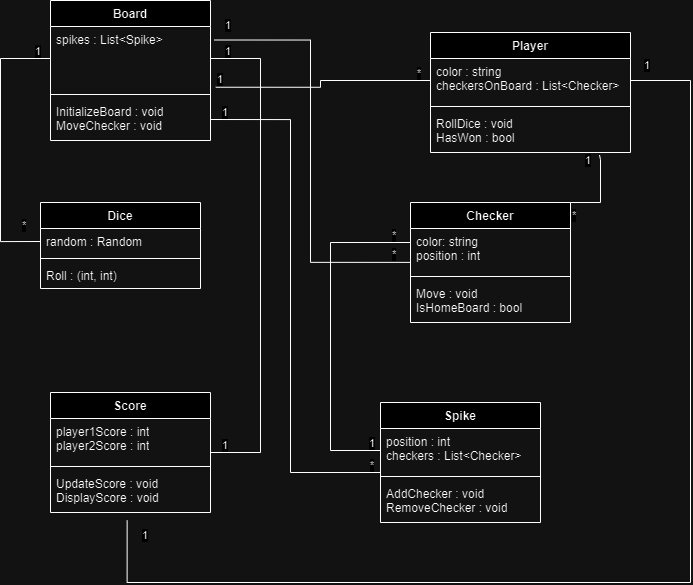 Board
spikes : List<Spike>
InitializeBoard : void
MoveChecker : void
1
1
1
1
1
*
Player
color : string
checkersOnBoard : List<Checker>
RollDice : void
HasWon : bool
1
1
*
Dice
random : Random
Roll : (int, int)
*
Checker
color: string
position : int
Move : void
IsHomeBoard : bool
*
*
Score
player1Score : int
player2Score : int
UpdateScore : void
DisplayScore : void
1
1
Spike
position : int
checkers : List<Checker>
AddChecker : void
RemoveChecker : void
1
*